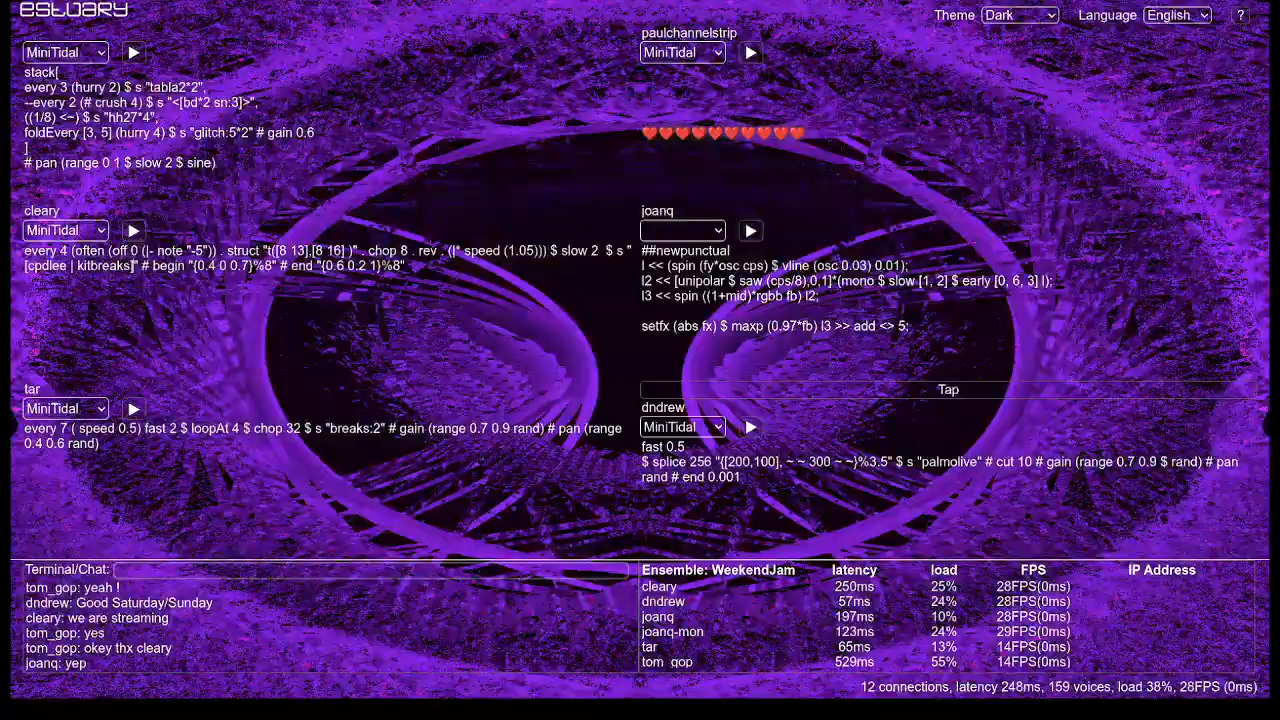 estuary
Theme Dark Language English ?
MiniTidal
stack[
every 3 (hurry 2) $ s "tabla2*2",
--every 2 (# crush 4) $ s "<[bd*2 sn:3]>",
((1/8) <~) $ s "hh27*4",
foldEvery [3, 5] (hurry 4) $ s "glitch:5*2" # gain 0.6
]
# pan (range 0 1 $ slow 2 $ sine)
paulchannelstrip
MiniTidal
❤️❤️❤️❤️❤️❤️❤️❤️❤️❤️
cleary
MiniTidal
every 4 (often (off 0 (|- note "-5")) . struct "t([8 13],[8 16] )" . chop 8 . rev . (|* speed (1.05))) $ slow 2 $ s "
[cpdlee | kitbreaks]" # begin "{0.4 0 0.7}%8" # end "{0.6 0.2 1}%8"
joanq
##newpunctual
l << (spin (fy*osc cps) $ vline (osc 0.03) 0.01);
l2 << [unipolar $ saw (cps/8),0,1]*(mono $ slow [1, 2] $ early [0, 6, 3] l);
l3 << spin ((1+mid)*rgbb fb) l2;
setfx (abs fx) $ maxp (0.97*fb) l3 >> add <> 5;
tar
MiniTidal
every 7 ( speed 0.5) fast 2 $ loopAt 4 $ chop 32 $ s "breaks:2" # gain (range 0.7 0.9 rand) # pan (range
0.4 0.6 rand)
Tap
dndrew
MiniTidal
fast 0.5
$ splice 256 "{[200,100], ~ ~ 300 ~ ~}%3.5" $ s "palmolive" # cut 10 # gain (range 0.7 0.9 $ rand) # pan
rand # end 0.001
Terminal/Chat:
tom_gop: yeah !
dndrew: Good Saturday/Sunday
cleary: we are streaming
tom_gop: yes
tom_gop: okey thx cleary
joanq: yep
Ensemble: WeekendJam latency load FPS IP Address
cleary 250ms 25% 28FPS(0ms)
dndrew 57ms 24% 28FPS(0ms)
joanq 197ms 10% 28FPS(0ms)
joanq-mon 123ms 24% 29FPS(0ms)
tar 65ms 13% 14FPS(0ms)
tom_gop 529ms 55% 14FPS(0ms)
12 connections, latency 248ms, 159 voices, load 38%, 28FPS (0ms)